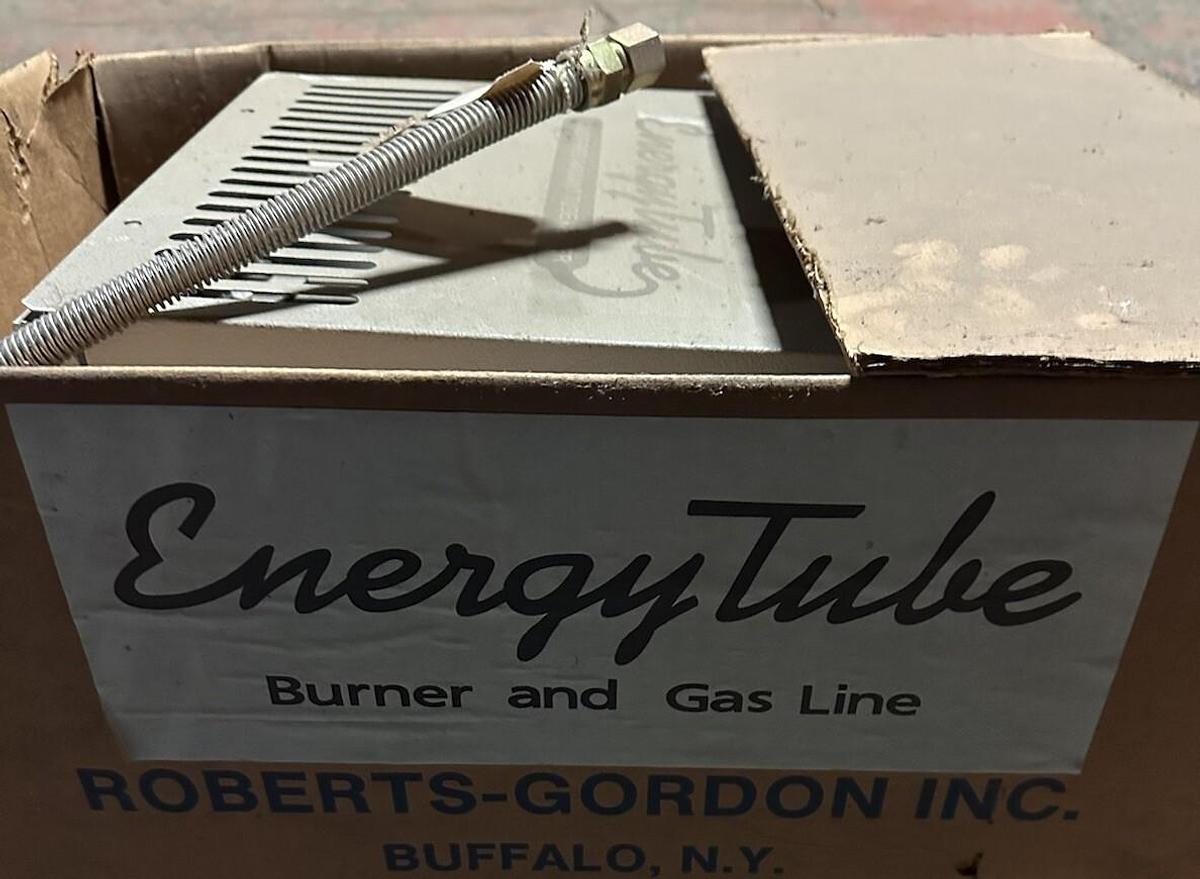 EnergyTube
EnergyTube
Burner and Gas Line
ROBERTS-GORDON INC.
BUFFALO, N.Y.